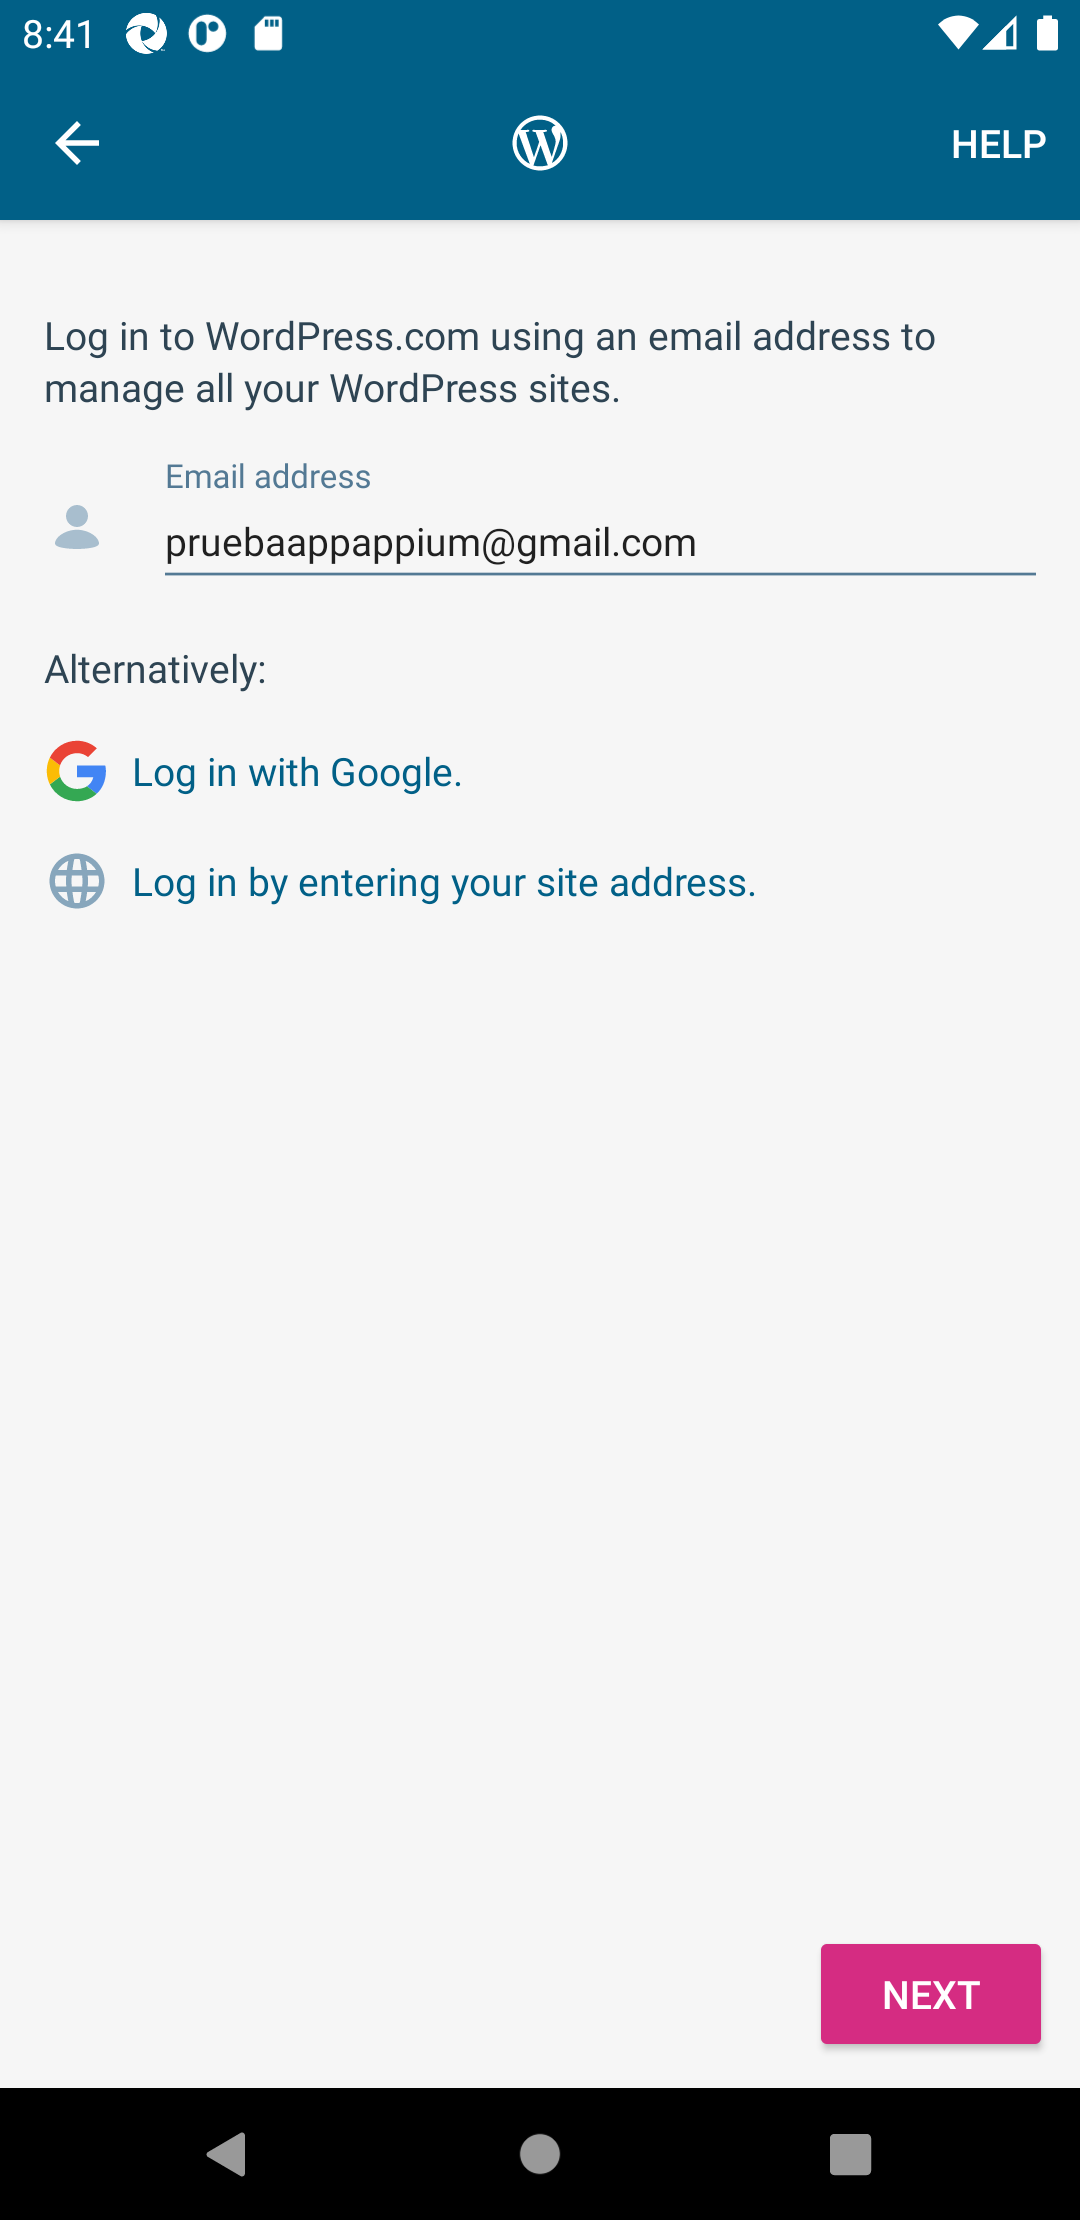 8:41
HELP
Log in to WordPress.com using an email address to
manage all your WordPress sites.
Email address
pruebaappappium@gmail.com
Alternatively:
Log in with Google.
Log in by entering your site address.
NEXT